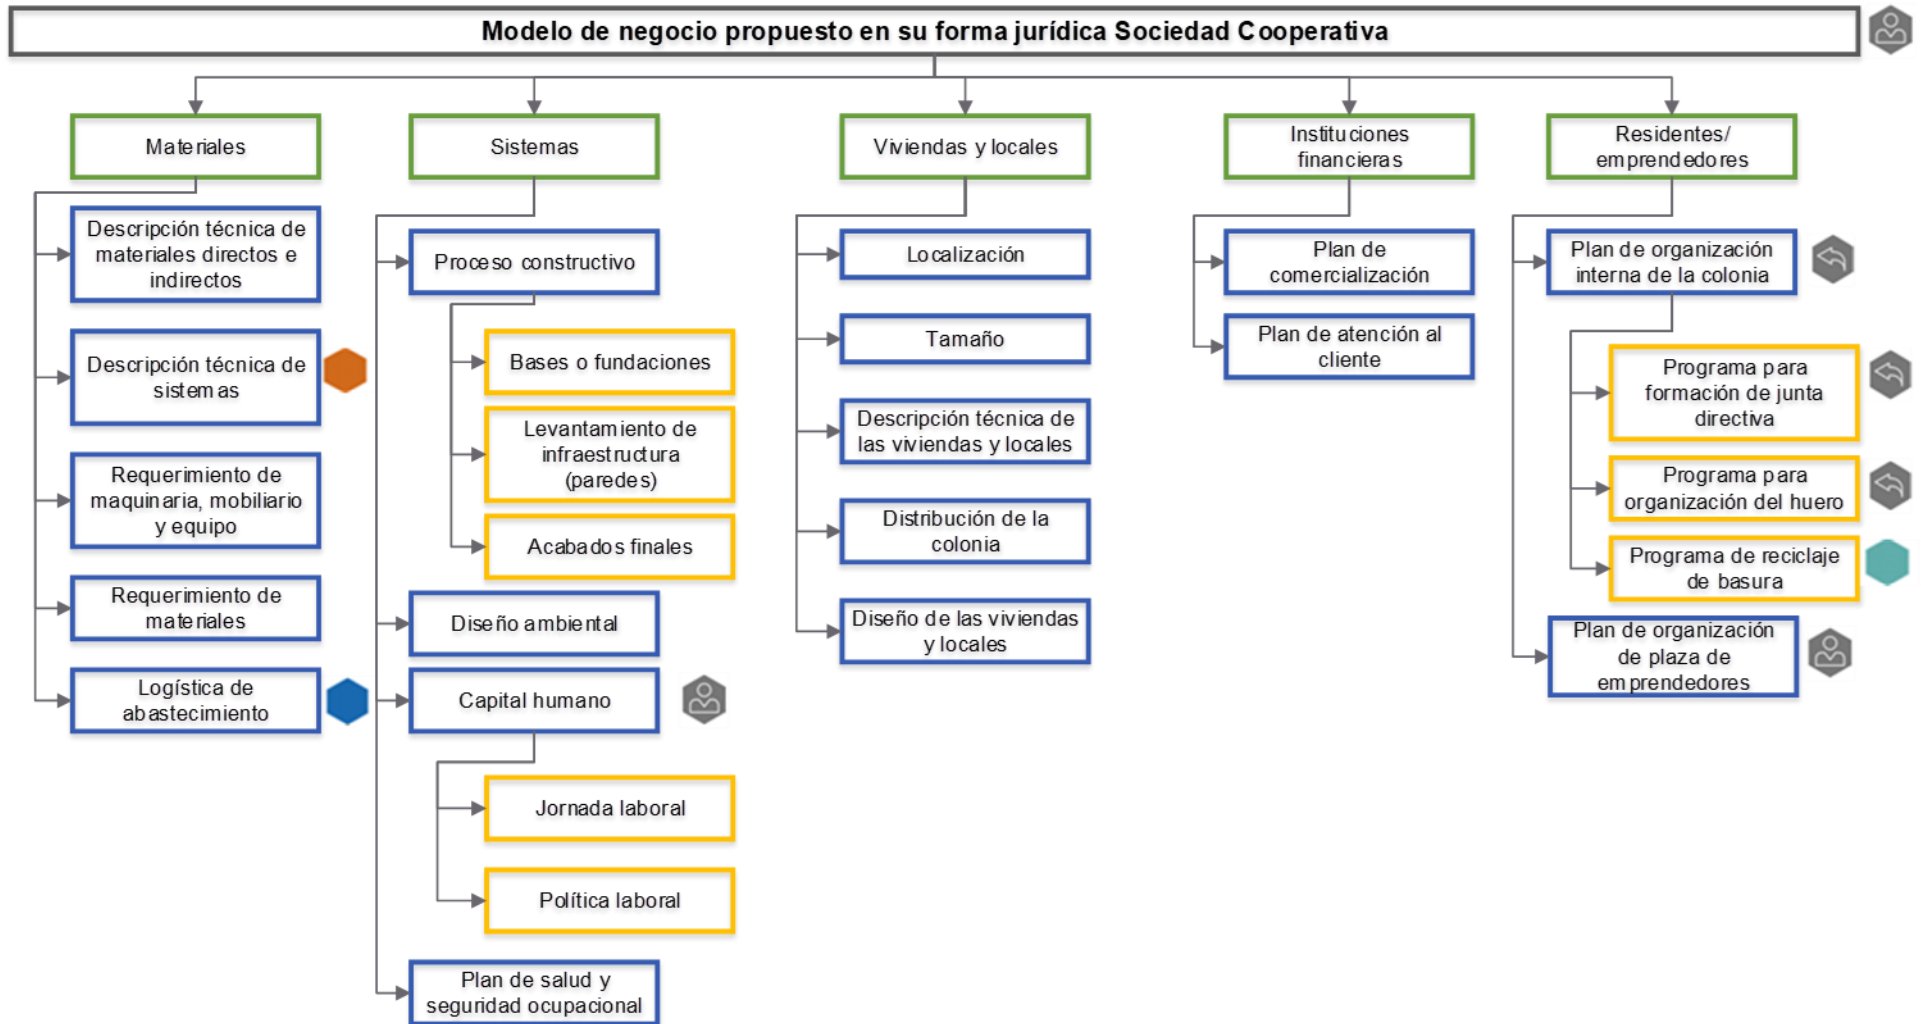 Modelo de negocio propuesto en su forma jurídica Sociedad Cooperativa
Materiales
Descripción técnica de
materiales directos e
indirectos
Descripción técnica de
sistemas
Requerimiento de
maquinaria, mobiliario
y equipo
Requerimiento de
materiales
Logística de
abastecimiento
Sistemas
Proceso constructivo
Bases o fundaciones
Levantamiento de
infraestructura
(paredes)
Acabados finales
Diseño ambiental
Capital humano
Jornada laboral
Política laboral
Plan de salud y
seguridad ocupacional
Viviendas y locales
Localización
Tamaño
Descripción técnica de
las viviendas y locales
Distribución de la
colonia
Diseño de las viviendas
y locales
Instituciones
financieras
Plan de
comercialización
Plan de atención al
cliente
Residentes/
emprendedores
Plan de organización
interna de la colonia
Programa para
formación de junta
directiva
Programa para
organización del huero
Programa de reciclaje
de basura
Plan de organización
de plaza de
emprendedores